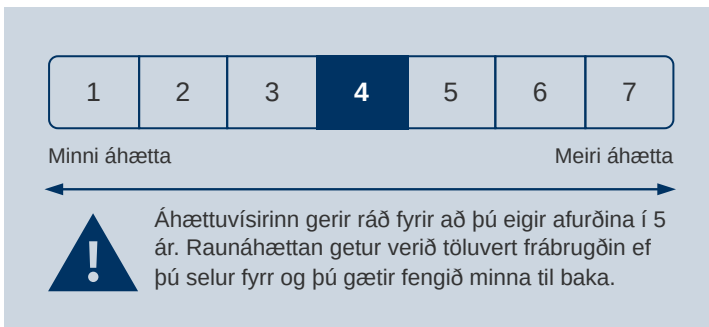 1 2 3 4 5 6 7
Minni áhætta Meiri áhætta
Áhættuvísirinn gerir ráð fyrir að þú eigir afurðina í 5
ár. Raunáhættan getur verið töluvert frábrugðin ef
þú selur fyrr og þú gætir fengið minna til baka.